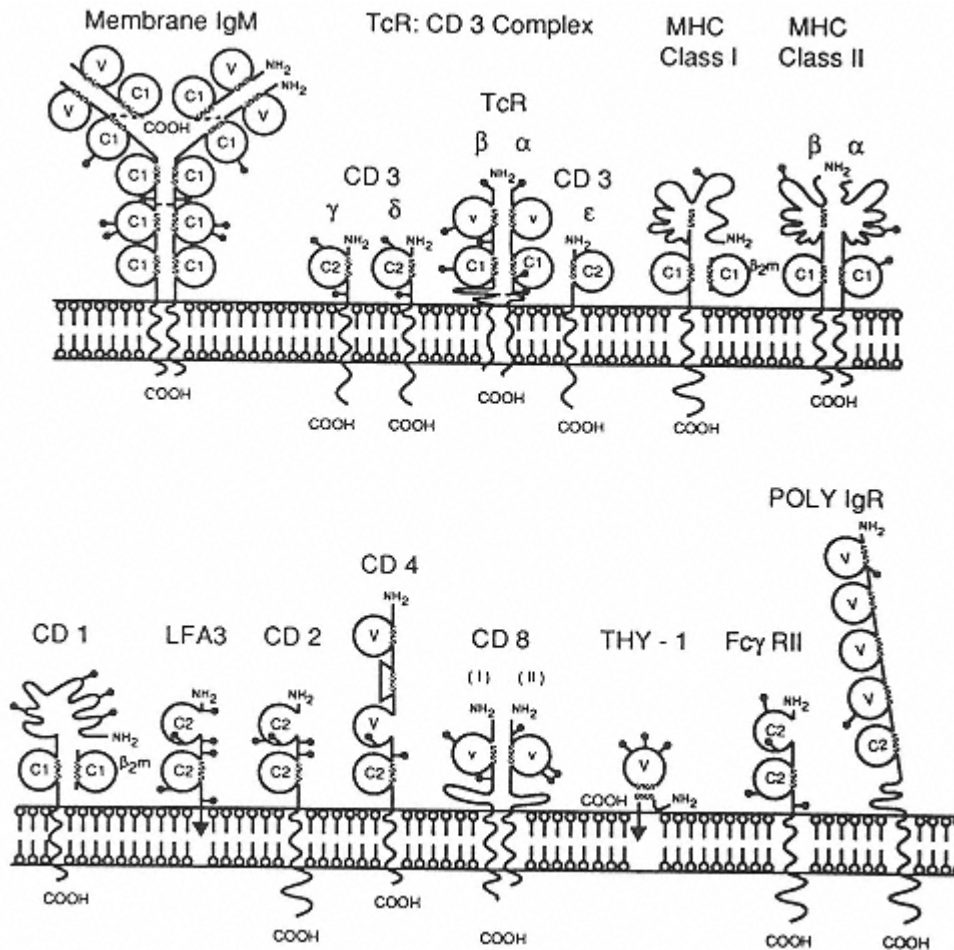 Membrane IgM
TcR: CD 3 Complex
MHC
Class I
MHC
Class II
V
C1
C1
V
NH₂
NH₂
V
C1
COOH
C1
V
C1
C1
C1
C1
C1
C1
COOH
CD 3
γ
δ
C2
NH₂
C2
NH₂
COOH
COOH
TcR
β
α
NH₂
V
V
C1
C1
COOH
CD 3
ε
NH₂
C2
COOH
NH₂
C1
C1
β₂m
COOH
β
α
NH₂
C1
C1
COOH
CD 1
NH₂
C1
C1
β₂m
COOH
LFA3
NH₂
C2
C2
CD 2
NH₂
C2
C2
COOH
CD 4
NH₂
V
V
C2
COOH
CD 8
(I)
(II)
NH₂
NH₂
V
V
COOH
THY - 1
V
COOH
NH₂
Fcγ RII
NH₂
C2
C2
COOH
POLY IgR
NH₂
V
V
V
V
C2
COOH